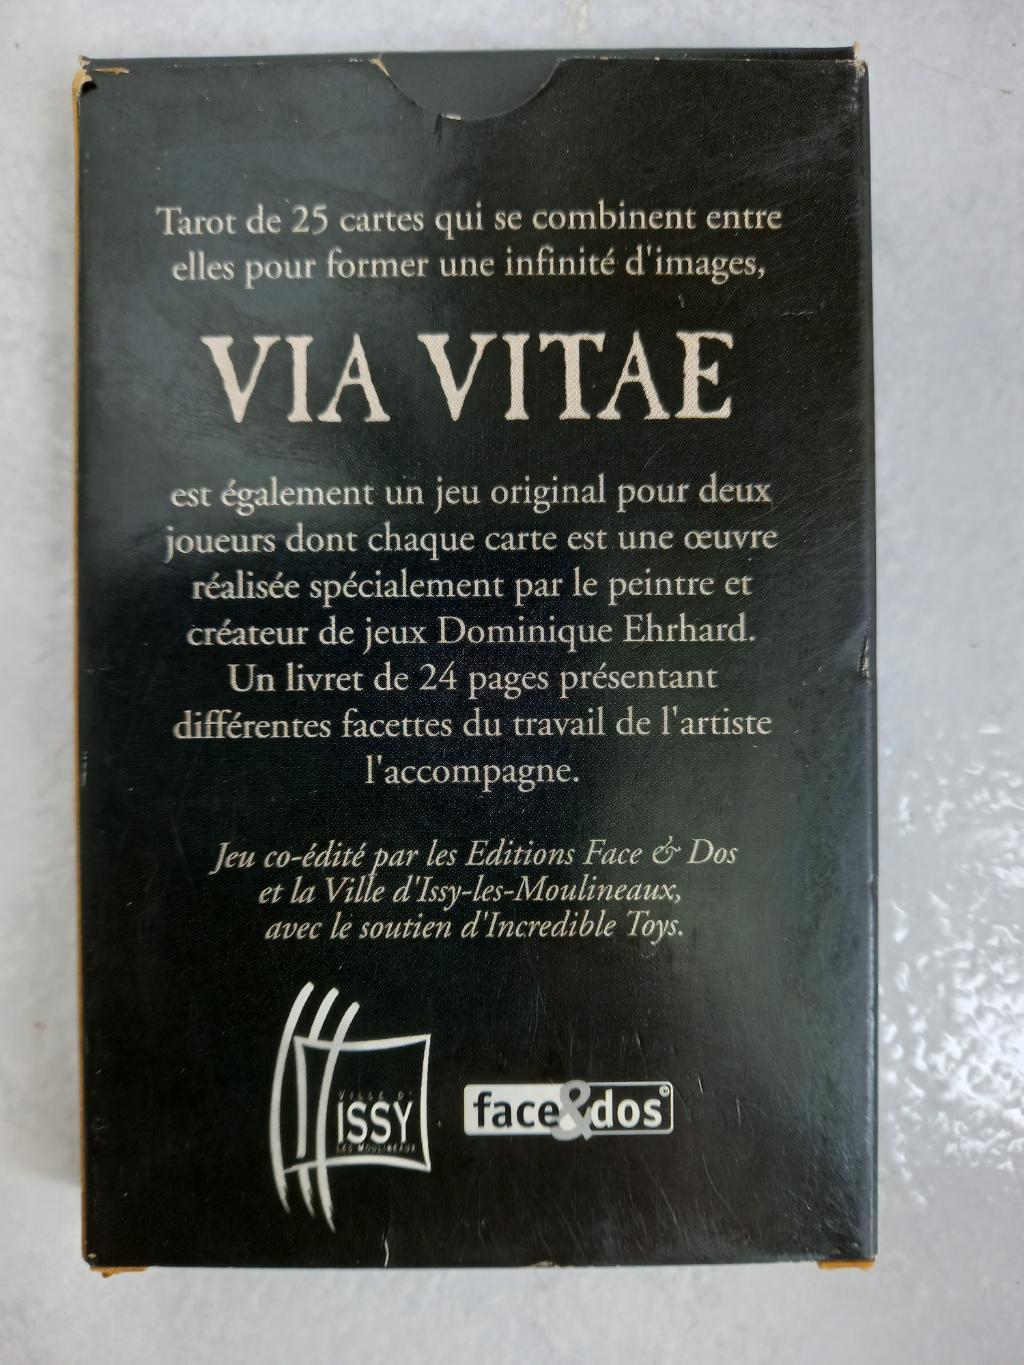 Tarot de 25 cartes qui se combinent entre
elles pour former une infinité d'images,
VIA VITAE
est également un jeu original pour deux
joueurs dont chaque carte est une œuvre
réalisée spécialement par le peintre et
créateur de jeux Dominique Ehrhard.
Un livret de 24 pages présentant
différentes facettes du travail de l'artiste
l'accompagne.
Jeu co-édité par les Editions Face & Dos
et la Ville d'Issy-les-Moulineaux,
avec le soutien d'Incredible Toys.
VILLE D'
ISSY
LES MOULINEAUX
face&dos©